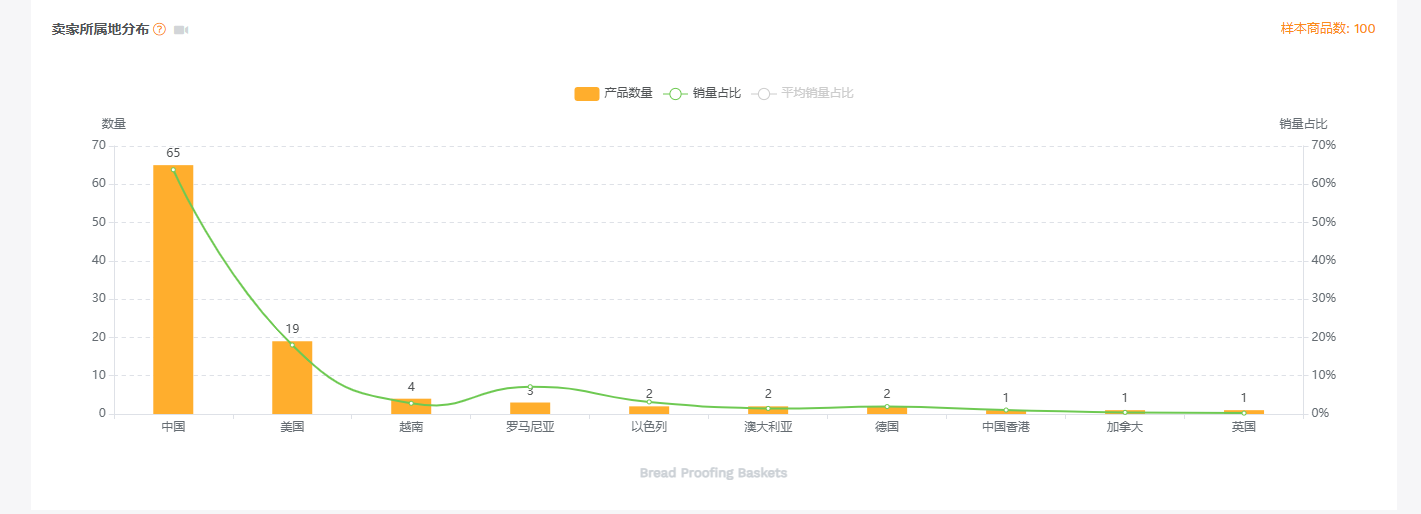 卖家所属地分布 ?
样本商品数: 100
产品数量 销量占比 平均销量占比
数量 销量占比
70 70%
65
60 60%
50 50%
40 40%
30 30%
19
20 20%
10 10%
4 3 2 2 2 1 1 1
0 0%
中国 美国 越南 罗马尼亚 以色列 澳大利亚 德国 中国香港 加拿大 英国
Bread Proofing Baskets